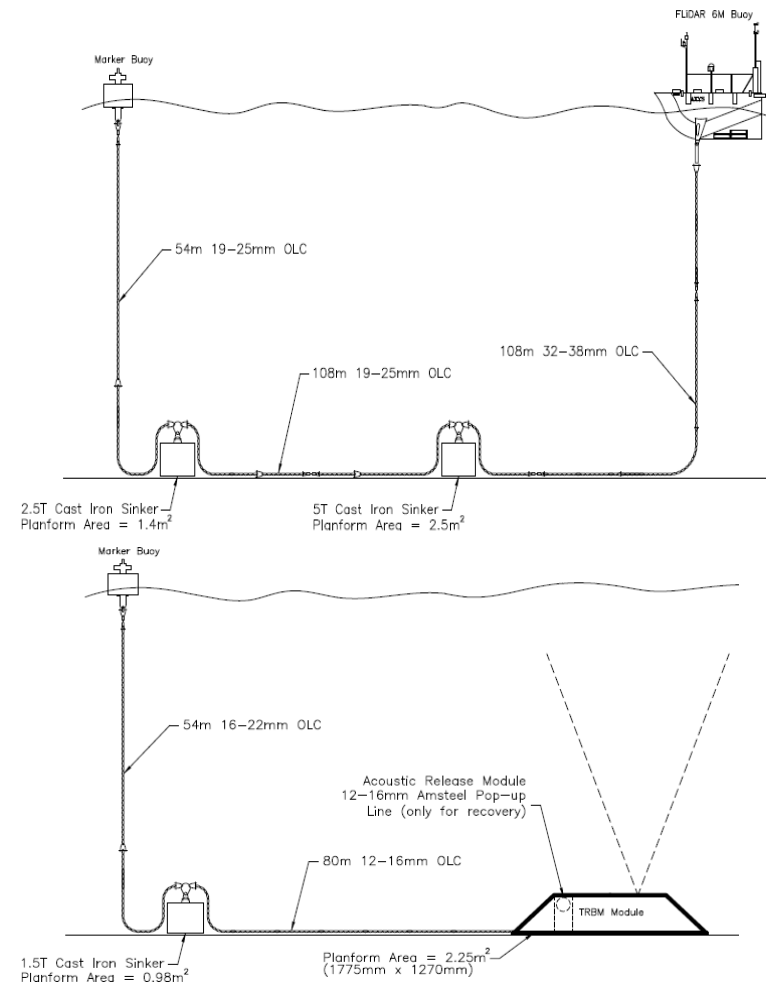 FLiDAR 6M Buoy
Marker Buoy
54m 19-25mm OLC
108m 32-38mm OLC
108m 19-25mm OLC
2.5T Cast Iron Sinker
Planform Area = 1.4m²
5T Cast Iron Sinker
Planform Area = 2.5m²
Marker Buoy
54m 16-22mm OLC
Acoustic Release Module
12-16mm Amsteel Pop-up
Line (only for recovery)
80m 12-16mm OLC
TRBM Module
1.5T Cast Iron Sinker
Planform Area = 0.98m²
Planform Area = 2.25m²
(1775mm x 1270mm)